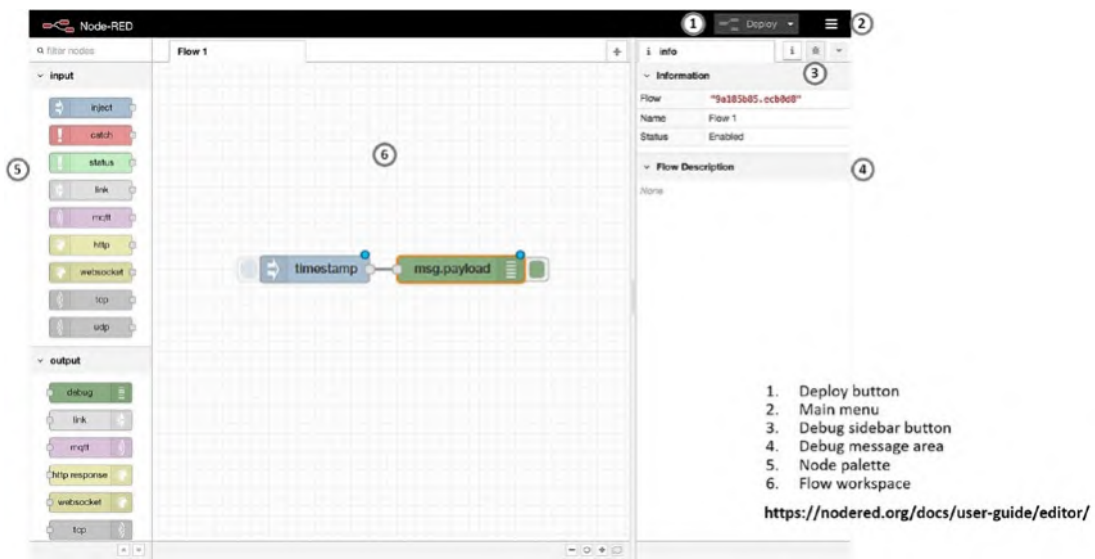 Node-RED
1
Deploy
2
filter nodes
Flow 1
i info
i
3
input
inject
catch
status
link
mqtt
http
websocket
tcp
udp
5
output
debug
link
mqtt
http response
websocket
tcp
6
timestamp
msg.payload
Information
Flow "9a185b85.ecb0d8"
Name Flow 1
Status Enabled
Flow Description
4
None
1. Deploy button
2. Main menu
3. Debug sidebar button
4. Debug message area
5. Node palette
6. Flow workspace
https://nodered.org/docs/user-guide/editor/